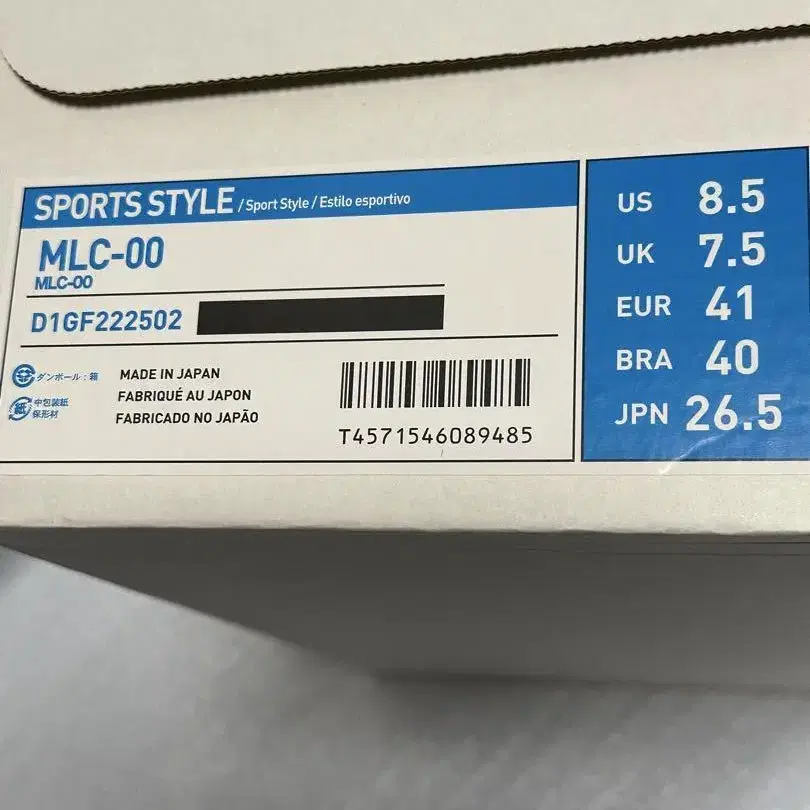 SPORTS STYLE / Sport Style / Estilo esportivo
MLC-00
MLC-00
D1GF222502
ダンボール：箱
紙
中包装紙
保形材
MADE IN JAPAN
FABRIQUÉ AU JAPON
FABRICADO NO JAPÃO
T4571546089485
US 8.5
UK 7.5
EUR 41
BRA 40
JPN 26.5